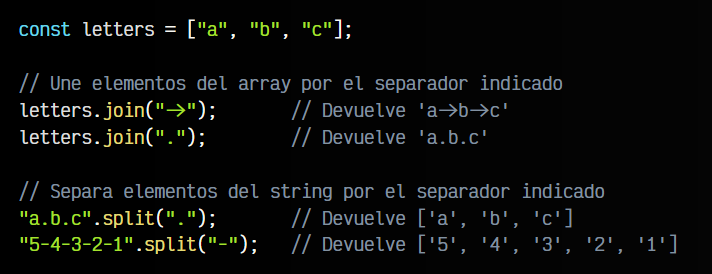 const letters = ["a", "b", "c"];
// Une elementos del array por el separador indicado
letters.join("->"); // Devuelve 'a->b->c'
letters.join("."); // Devuelve 'a.b.c'
// Separa elementos del string por el separador indicado
"a.b.c".split("."); // Devuelve ['a', 'b', 'c']
"5-4-3-2-1".split("-"); // Devuelve ['5', '4', '3', '2', '1']